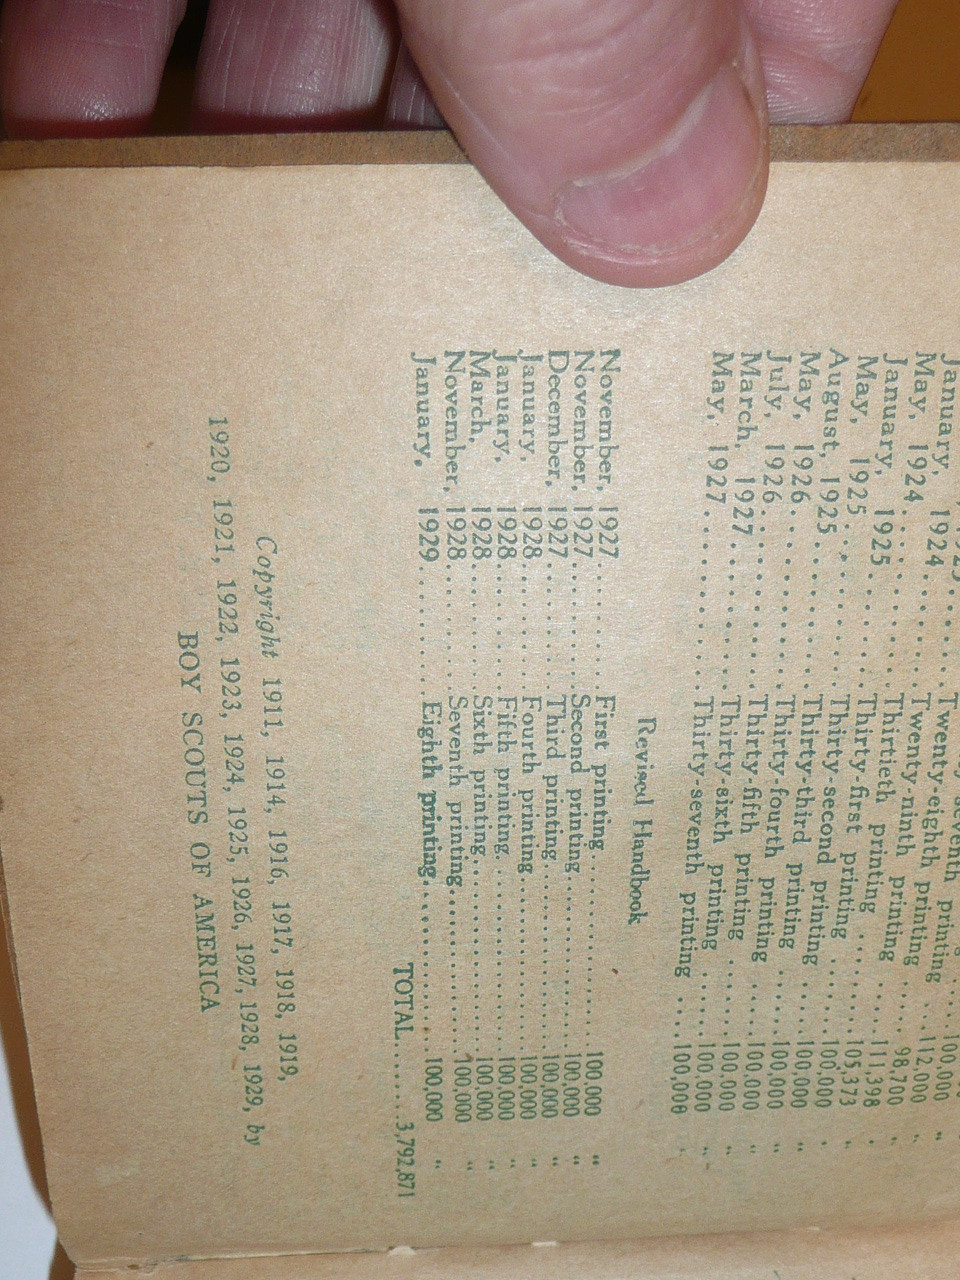 January, 1924. . . . . . . Twenty-eighth printing . . . 100,000 "
May, 1924. . . . . . . . Twenty-ninth printing . . . . 112,000 "
January, 1925. . . . . . . Thirtieth printing . . . . . 98,700 "
May, 1925. . . . . . . . Thirty-first printing . . . . 111,398 "
August, 1925. . . . . . . Thirty-second printing . . . . 105,373 "
May, 1926. . . . . . . . Thirty-third printing . . . . 100,000 "
July, 1926. . . . . . . . Thirty-fourth printing . . . . 100,000 "
March, 1927. . . . . . . Thirty-fifth printing . . . . 100,000 "
May, 1927. . . . . . . . Thirty-sixth printing . . . . 100,000 "
Thirty-seventh printing . . . . 100,000 "
Revised Handbook
November, 1927. . . . . . . First printing. . . . . . . . 100,000 "
November, 1927. . . . . . . Second printing. . . . . . . . 100,000 "
December, 1927. . . . . . . Third printing. . . . . . . . 100,000 "
January, 1928. . . . . . . Fourth printing. . . . . . . . 100,000 "
January, 1928. . . . . . . Fifth printing. . . . . . . . 100,000 "
March, 1928. . . . . . . Sixth printing. . . . . . . . 100,000 "
November, 1928. . . . . . . Seventh printing. . . . . . . . 100,000 "
January, 1929. . . . . . . Eighth printing. . . . . . . . 100,000 "
TOTAL. . . . . . . 3,792,871
Copyright 1911, 1914, 1916, 1917, 1918, 1919,
1920, 1921, 1922, 1923, 1924, 1925, 1926, 1927, 1928, 1929, by
BOY SCOUTS OF AMERICA